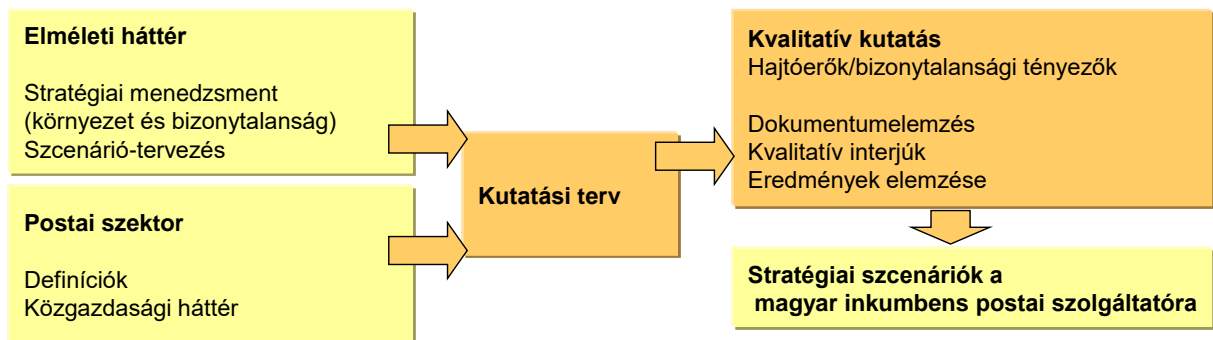 Elméleti háttér
Stratégiai menedzsment
(környezet és bizonytalanság)
Szcenárió-tervezés
Postai szektor
Definíciók
Közgazdasági háttér
Kutatási terv
Kvalitatív kutatás
Hajtóerők/bizonytalansági tényezők
Dokumentumelemzés
Kvalitatív interjúk
Eredmények elemzése
Stratégiai szcenáriók a
magyar inkumbens postai szolgáltatóra